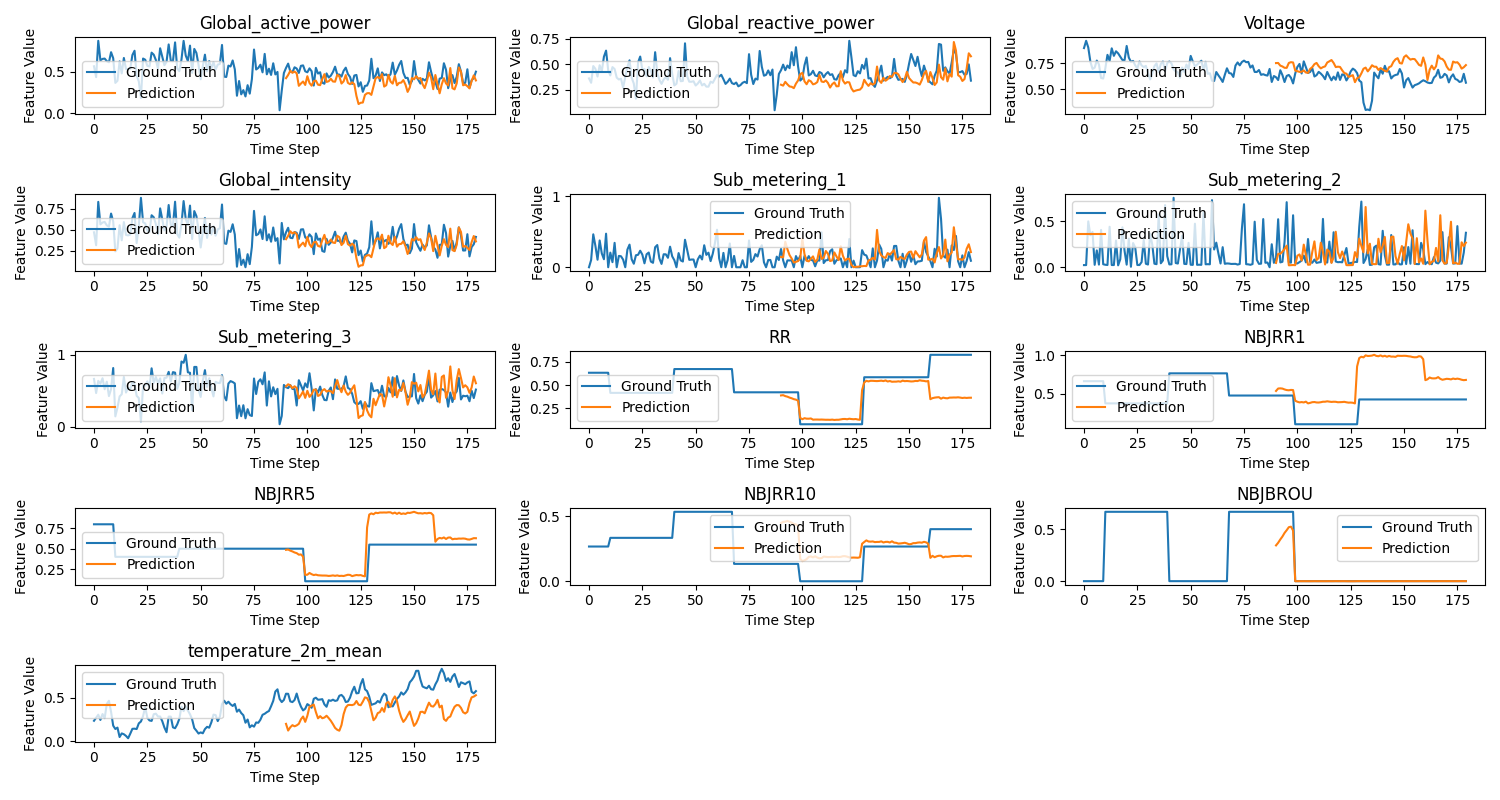 Global_active_power
Feature Value
0.5
0.0
Ground Truth
Prediction
0 25 50 75 100 125 150 175
Time Step
Global_reactive_power
Feature Value
0.75
0.50
0.25
Ground Truth
Prediction
0 25 50 75 100 125 150 175
Time Step
Voltage
Feature Value
0.75
0.50
Ground Truth
Prediction
0 25 50 75 100 125 150 175
Time Step
Global_intensity
Feature Value
0.75
0.50
0.25
Ground Truth
Prediction
0 25 50 75 100 125 150 175
Time Step
Sub_metering_1
Feature Value
1
0
Ground Truth
Prediction
0 25 50 75 100 125 150 175
Time Step
Sub_metering_2
Feature Value
0.5
0.0
Ground Truth
Prediction
0 25 50 75 100 125 150 175
Time Step
Sub_metering_3
Feature Value
1
0
Ground Truth
Prediction
0 25 50 75 100 125 150 175
Time Step
RR
Feature Value
0.75
0.50
0.25
Ground Truth
Prediction
0 25 50 75 100 125 150 175
Time Step
NBJRR1
Feature Value
1.0
0.5
Ground Truth
Prediction
0 25 50 75 100 125 150 175
Time Step
NBJRR5
Feature Value
0.75
0.50
0.25
Ground Truth
Prediction
0 25 50 75 100 125 150 175
Time Step
NBJRR10
Feature Value
0.5
0.0
Ground Truth
Prediction
0 25 50 75 100 125 150 175
Time Step
NBJBROU
Feature Value
0.5
0.0
Ground Truth
Prediction
0 25 50 75 100 125 150 175
Time Step
temperature_2m_mean
Feature Value
0.5
0.0
Ground Truth
Prediction
0 25 50 75 100 125 150 175
Time Step